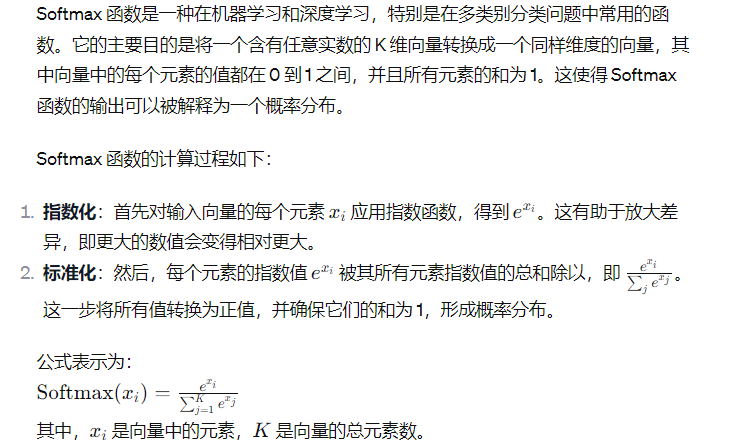 Softmax 函数是一种在机器学习和深度学习，特别是在多类别分类问题中常用的函
数。它的主要目的是将一个含有任意实数的 K 维向量转换成一个同样维度的向量，其
中向量中的每个元素的值都在 0 到 1 之间，并且所有元素的和为 1。这使得 Softmax
函数的输出可以被解释为一个概率分布。
Softmax 函数的计算过程如下：
1. 指数化：首先对输入向量的每个元素 $x_i$ 应用指数函数，得到 $e^{x_i}$。这有助于放大差
异，即更大的数值会变得相对更大。
2. 标准化：然后，每个元素的指数值 $e^{x_i}$ 被其所有元素指数值的总和除以，即 $\frac{e^{x_i}}{\sum_j e^{x_j}}$。
这一步将所有值转换为正值，并确保它们的和为 1，形成概率分布。
公式表示为：
$\text{Softmax}(x_i) = \frac{e^{x_i}}{\sum_{j=1}^{K} e^{x_j}}$
其中，$x_i$ 是向量中的元素，$K$ 是向量的总元素数。